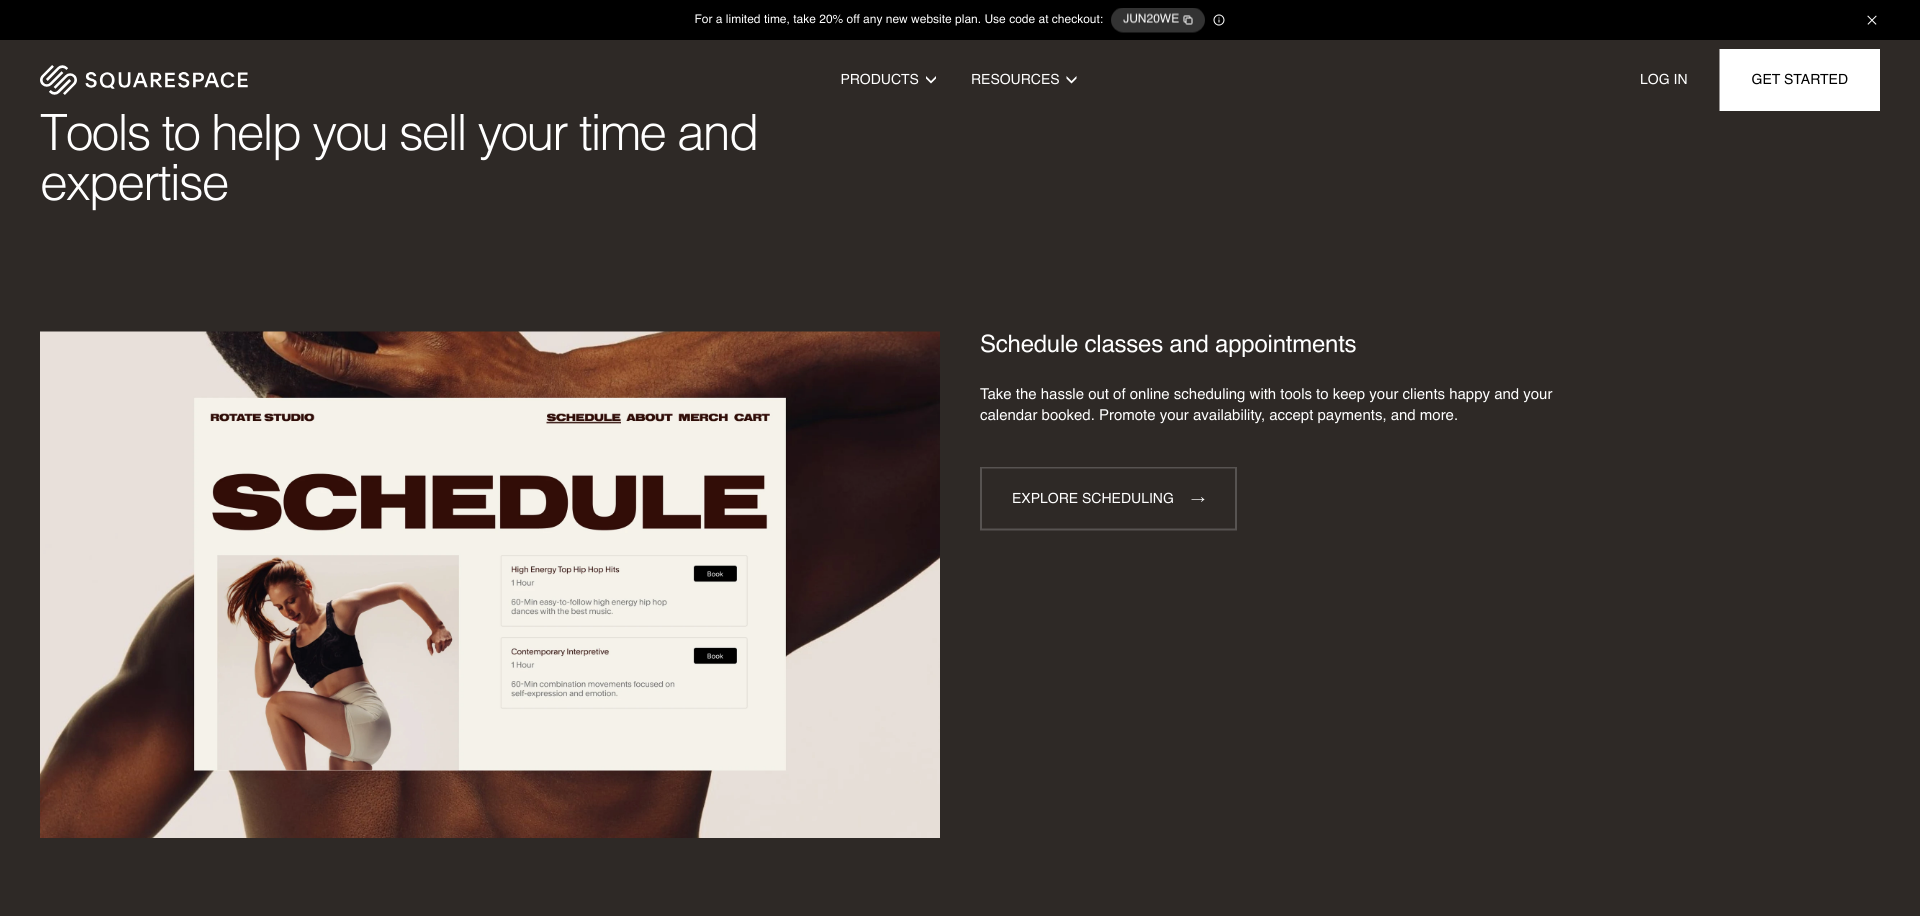 For a limited time, take 20% off any new website plan. Use code at checkout: JUN20WE
SQUARESPACE
PRODUCTS
RESOURCES
LOG IN
GET STARTED
Tools to help you sell your time and
expertise
ROTATE STUDIO
SCHEDULE ABOUT MERCH CART
SCHEDULE
High Energy Top Hip Hop Hits
Book
1 Hour
60-Min easy-to-follow high energy hip hop
dances with the best music.
Contemporary Interpretive
Book
1 Hour
60-Min combination movements focused on
self-expression and emotion.
Schedule classes and appointments
Take the hassle out of online scheduling with tools to keep your clients happy and your
calendar booked. Promote your availability, accept payments, and more.
EXPLORE SCHEDULING →